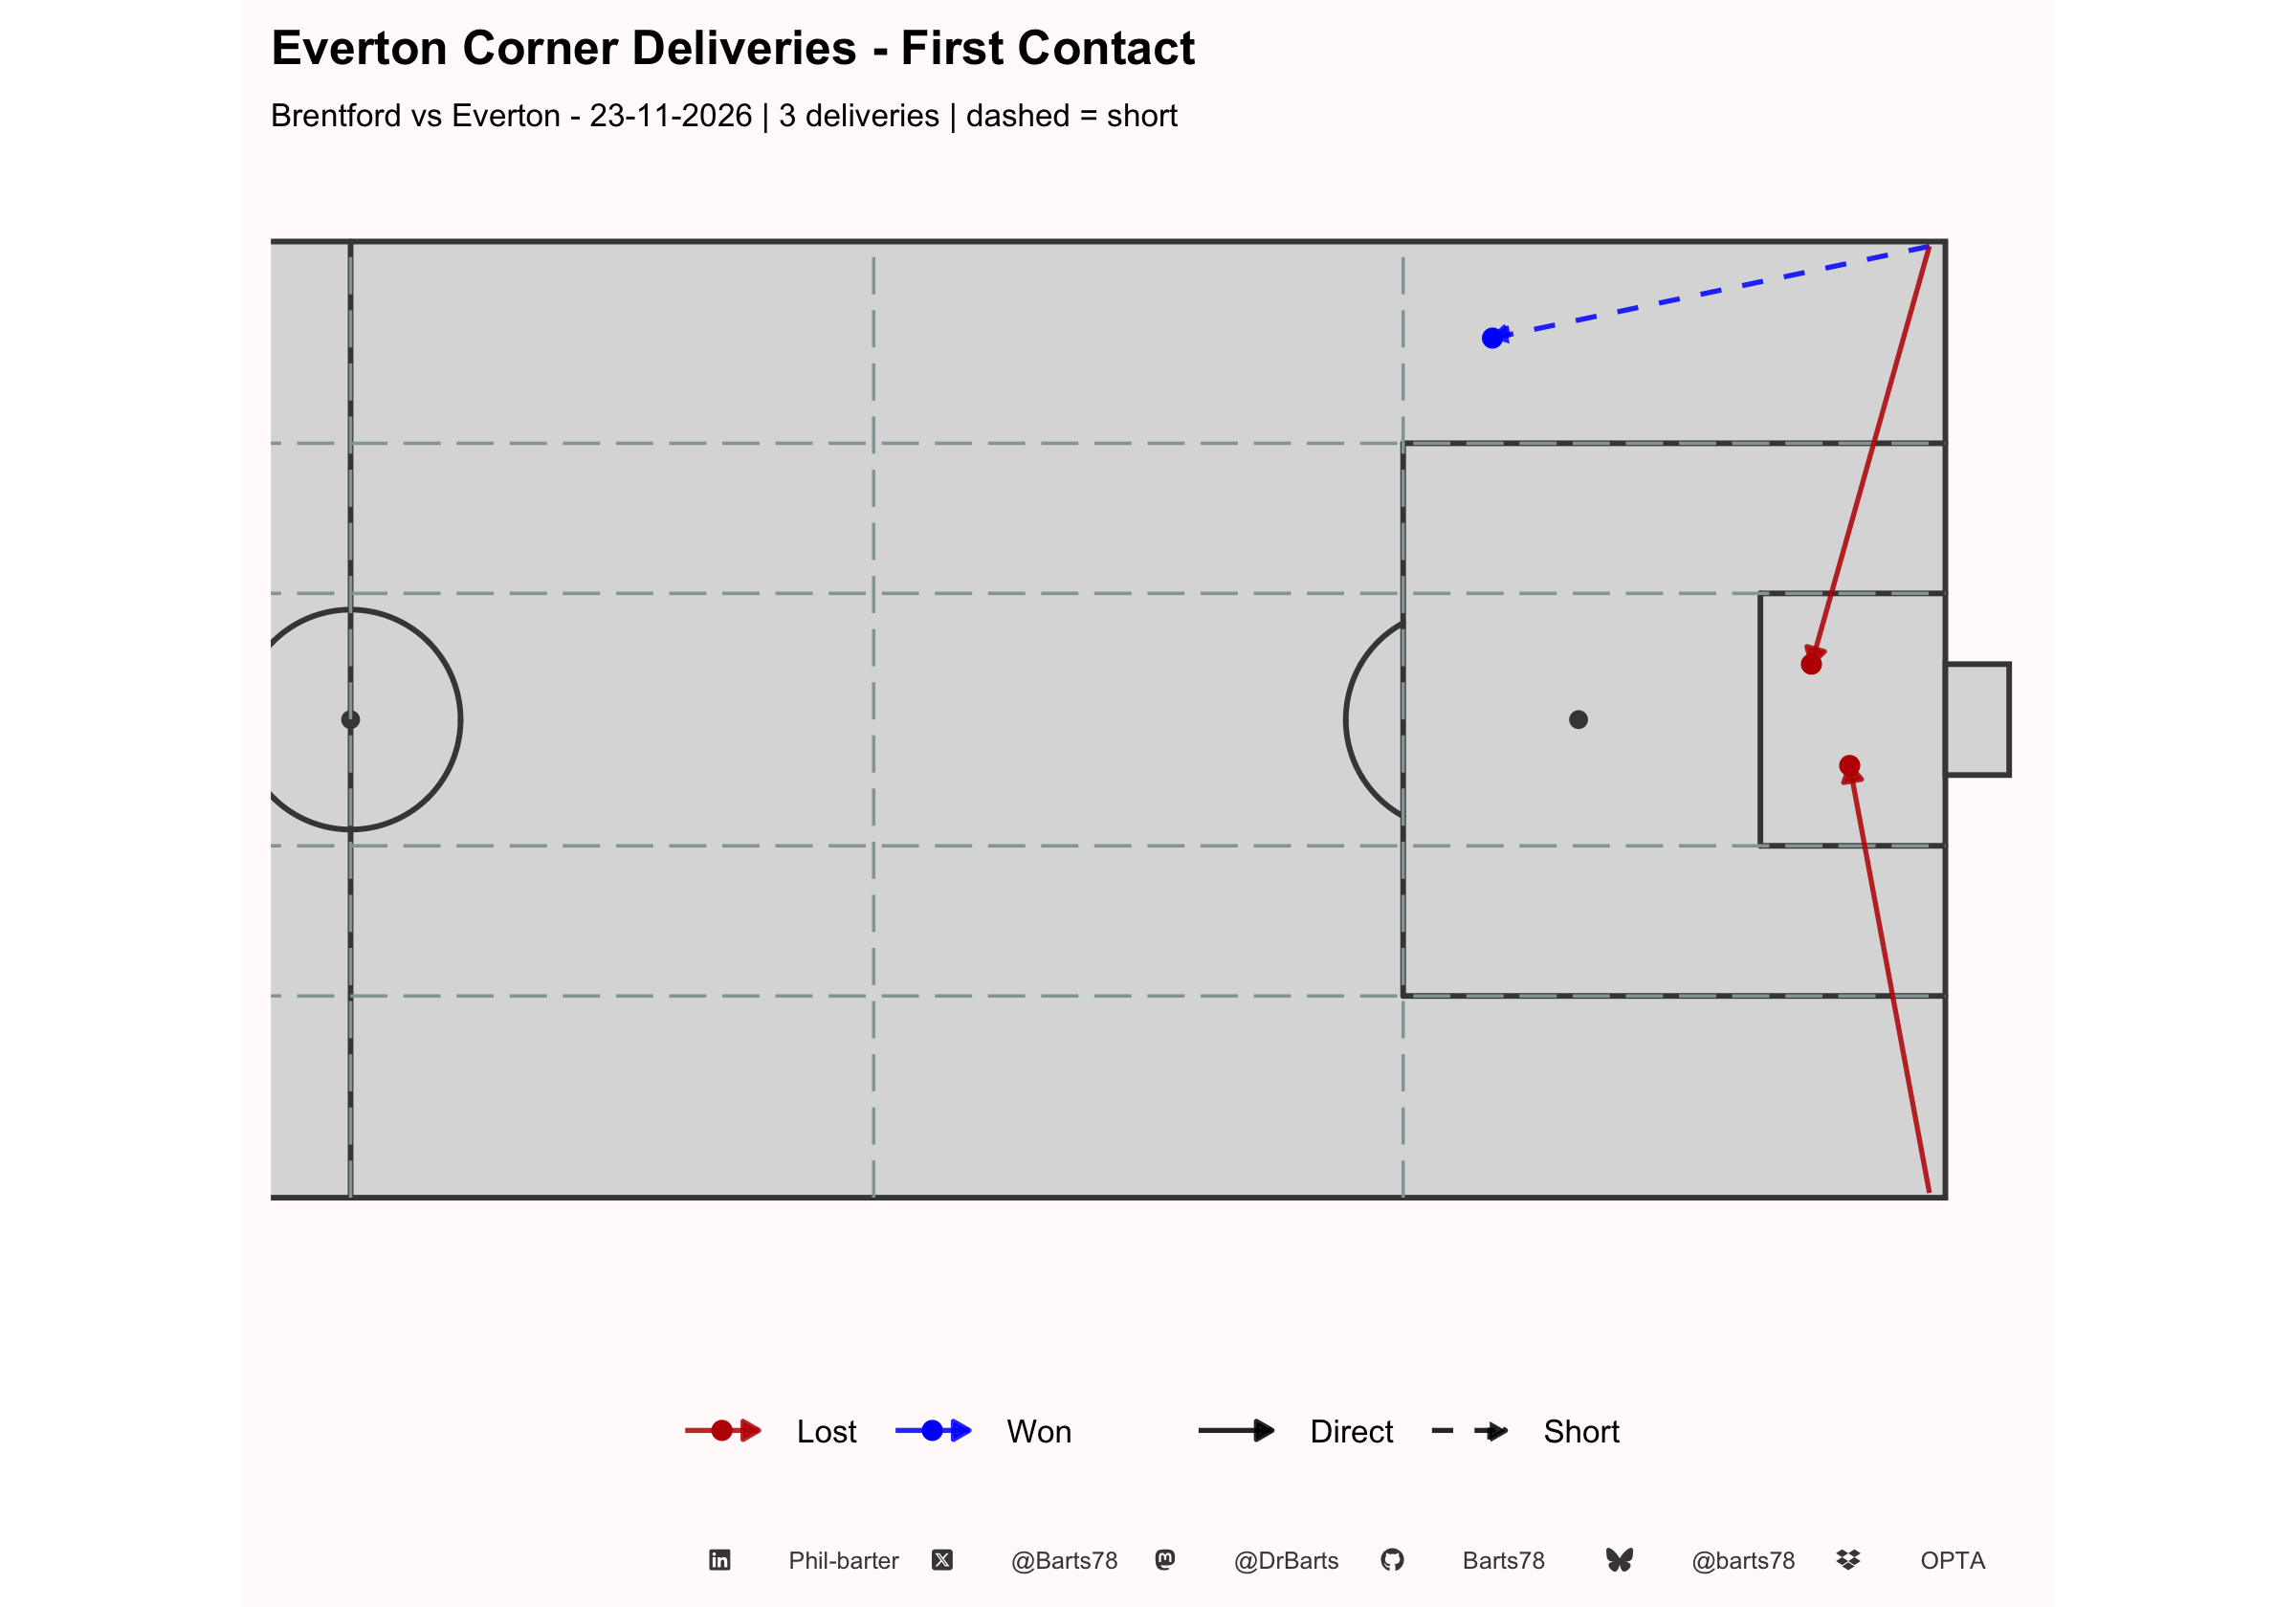 Everton Corner Deliveries - First Contact
Brentford vs Everton - 23-11-2026 | 3 deliveries | dashed = short
Lost Won Direct Short
Phil-barter @Barts78 @DrBarts Barts78 @barts78 OPTA